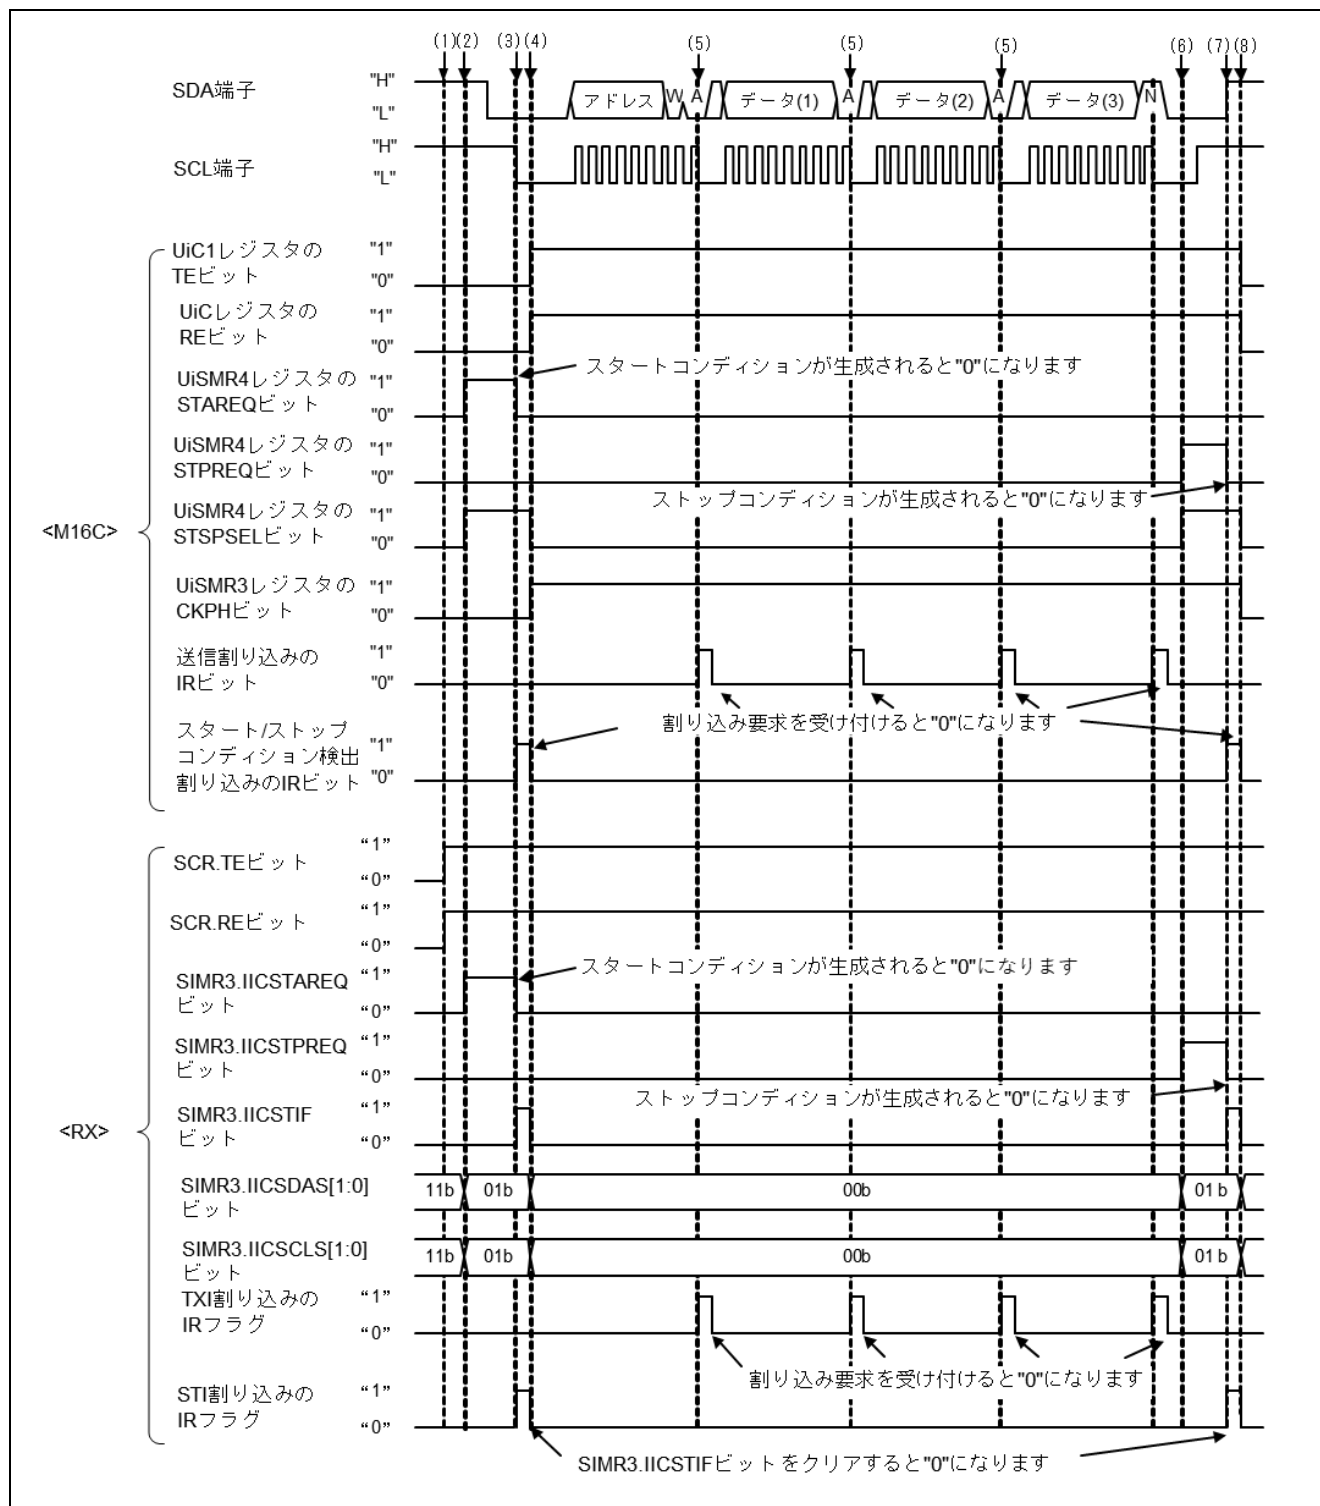 (1)(2) (3)(4) (5) (5) (5) (6) (7)(8)
SDA端子 "H"
"L"
アドレス W A データ(1) A データ(2) A データ(3) N
SCL端子 "H"
"L"
<M16C>
UiC1レジスタの "1"
TEビット "0"
UiCレジスタの "1"
REビット "0"
スタートコンディションが生成されると"0"になります
UiSMR4レジスタの "1"
STAREQビット "0"
UiSMR4レジスタの "1"
STPREQビット "0"
ストップコンディションが生成されると"0"になります
UiSMR4レジスタの "1"
STSPSELビット "0"
UiSMR3レジスタの "1"
CKPHビット "0"
送信割り込みの "1"
IRビット "0"
割り込み要求を受け付けると"0"になります
スタート/ストップ
コンディション検出 "1"
割り込みのIRビット "0"
<RX>
SCR.TEビット “1”
“0”
SCR.REビット “1”
“0”
スタートコンディションが生成されると"0"になります
SIMR3.IICSTAREQ “1”
ビット “0”
SIMR3.IICSTPREQ “1”
ビット “0”
ストップコンディションが生成されると"0"になります
SIMR3.IICSTIF “1”
ビット “0”
SIMR3.IICSDAS[1:0] 11b 01b 00b 01 b
ビット
SIMR3.IICSCLS[1:0] 11b 01b 00b 01 b
ビット
TXI割り込みの “1”
IRフラグ “0”
割り込み要求を受け付けると"0"になります
STI割り込みの “1”
IRフラグ “0”
SIMR3.IICSTIFビットをクリアすると"0"になります